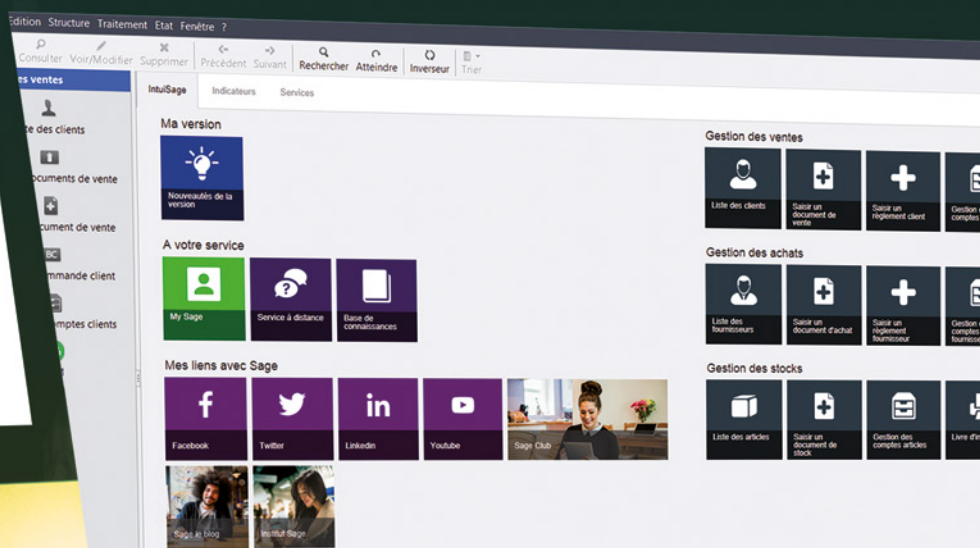 Edition Structure Traitement Etat Fenêtre ?
Consulter Voir/Modifier Supprimer Précédent Suivant Rechercher Atteindre Inverseur Trier
es ventes
te des clients
ocuments de vente
cument de vente
BC
mmande client
omptes clients
IntuiSage Indicateurs Services
Ma version
Nouveautés de la
version
A votre service
My Sage
Service à distance
Base de
connaissances
Mes liens avec Sage
Facebook
Twitter
Linkedin
Youtube
Sage Club
Sage le blog
Institut Sage
Gestion des ventes
Liste des clients
Saisir un
document de
vente
Saisir un
règlement client
Gestion
comptes
Gestion des achats
Liste des
fournisseurs
Saisir un
document d'achat
Saisir un
règlement
fournisseur
Gestion
comptes
fournisse
Gestion des stocks
Liste des articles
Saisir un
document de
stock
Gestion des
comptes articles
Livre d'in